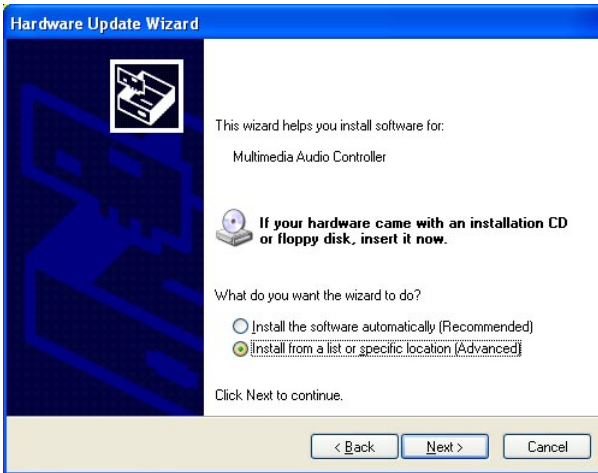 Hardware Update Wizard
This wizard helps you install software for:
Multimedia Audio Controller
If your hardware came with an installation CD
or floppy disk, insert it now.
What do you want the wizard to do?
Install the software automatically (Recommended)
Install from a list or specific location (Advanced)
Click Next to continue.
< Back Next > Cancel